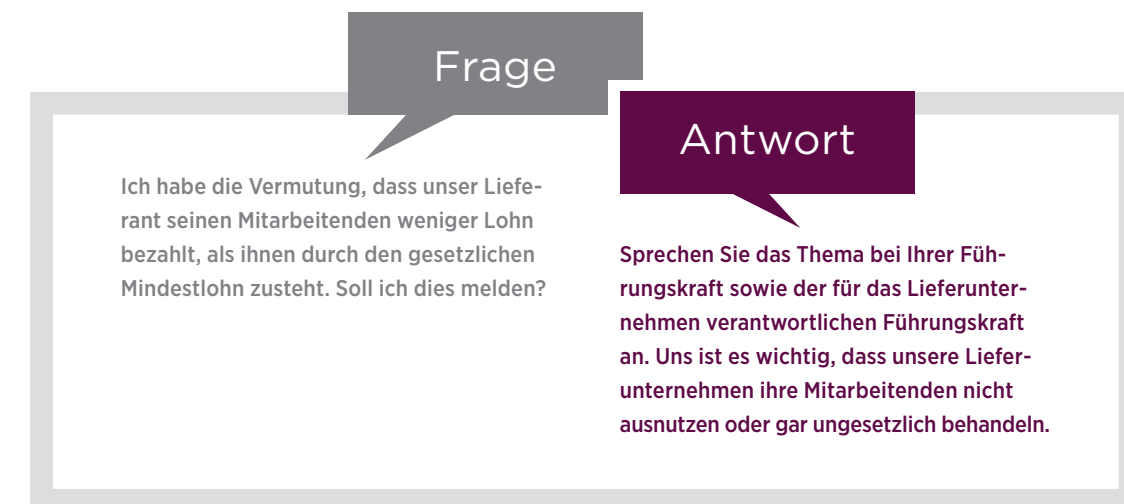 Frage
Ich habe die Vermutung, dass unser Liefe-
rant seinen Mitarbeitenden weniger Lohn
bezahlt, als ihnen durch den gesetzlichen
Mindestlohn zusteht. Soll ich dies melden?
Antwort
Sprechen Sie das Thema bei Ihrer Füh-
rungskraft sowie der für das Lieferunter-
nehmen verantwortlichen Führungskraft
an. Uns ist es wichtig, dass unsere Liefer-
unternehmen ihre Mitarbeitenden nicht
ausnutzen oder gar ungesetzlich behandeln.